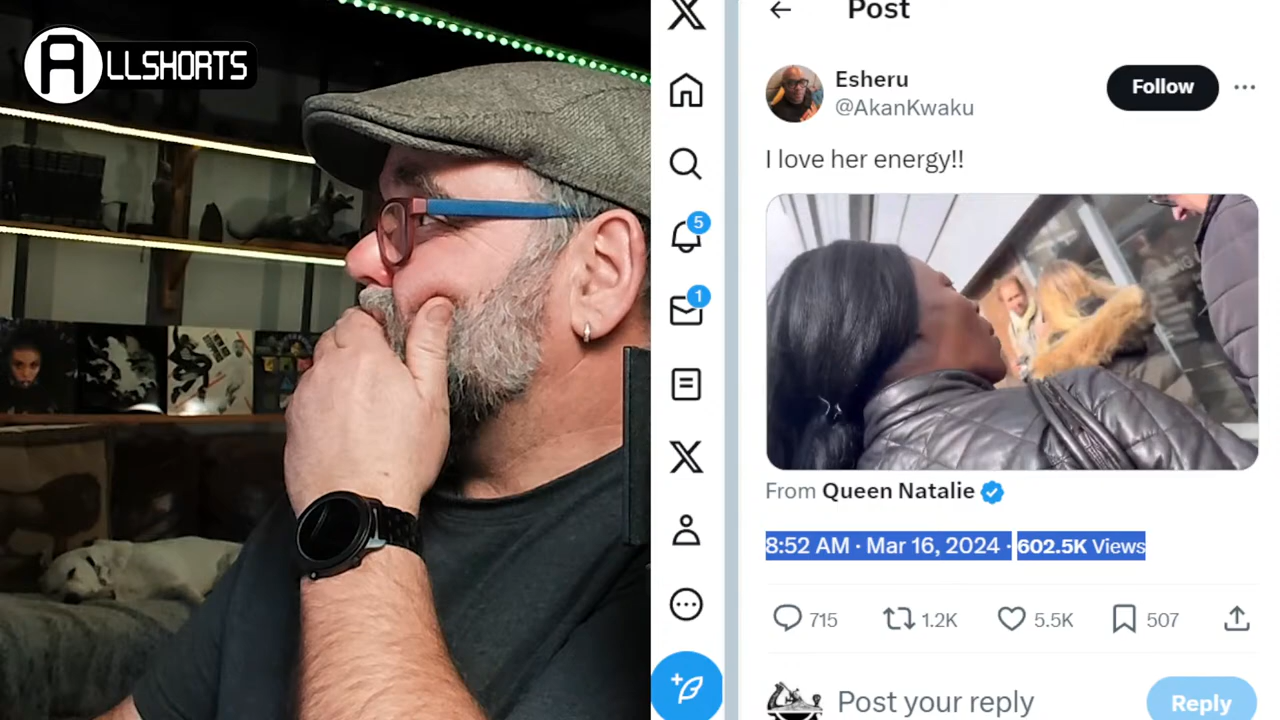 ALLSHORTS
Post
Esheru
@AkanKwaku
Follow
I love her energy!!
5
1
From Queen Natalie
8:52 AM · Mar 16, 2024 · 602.5K Views
715
1.2K
5.5K
507
Post your reply
Reply